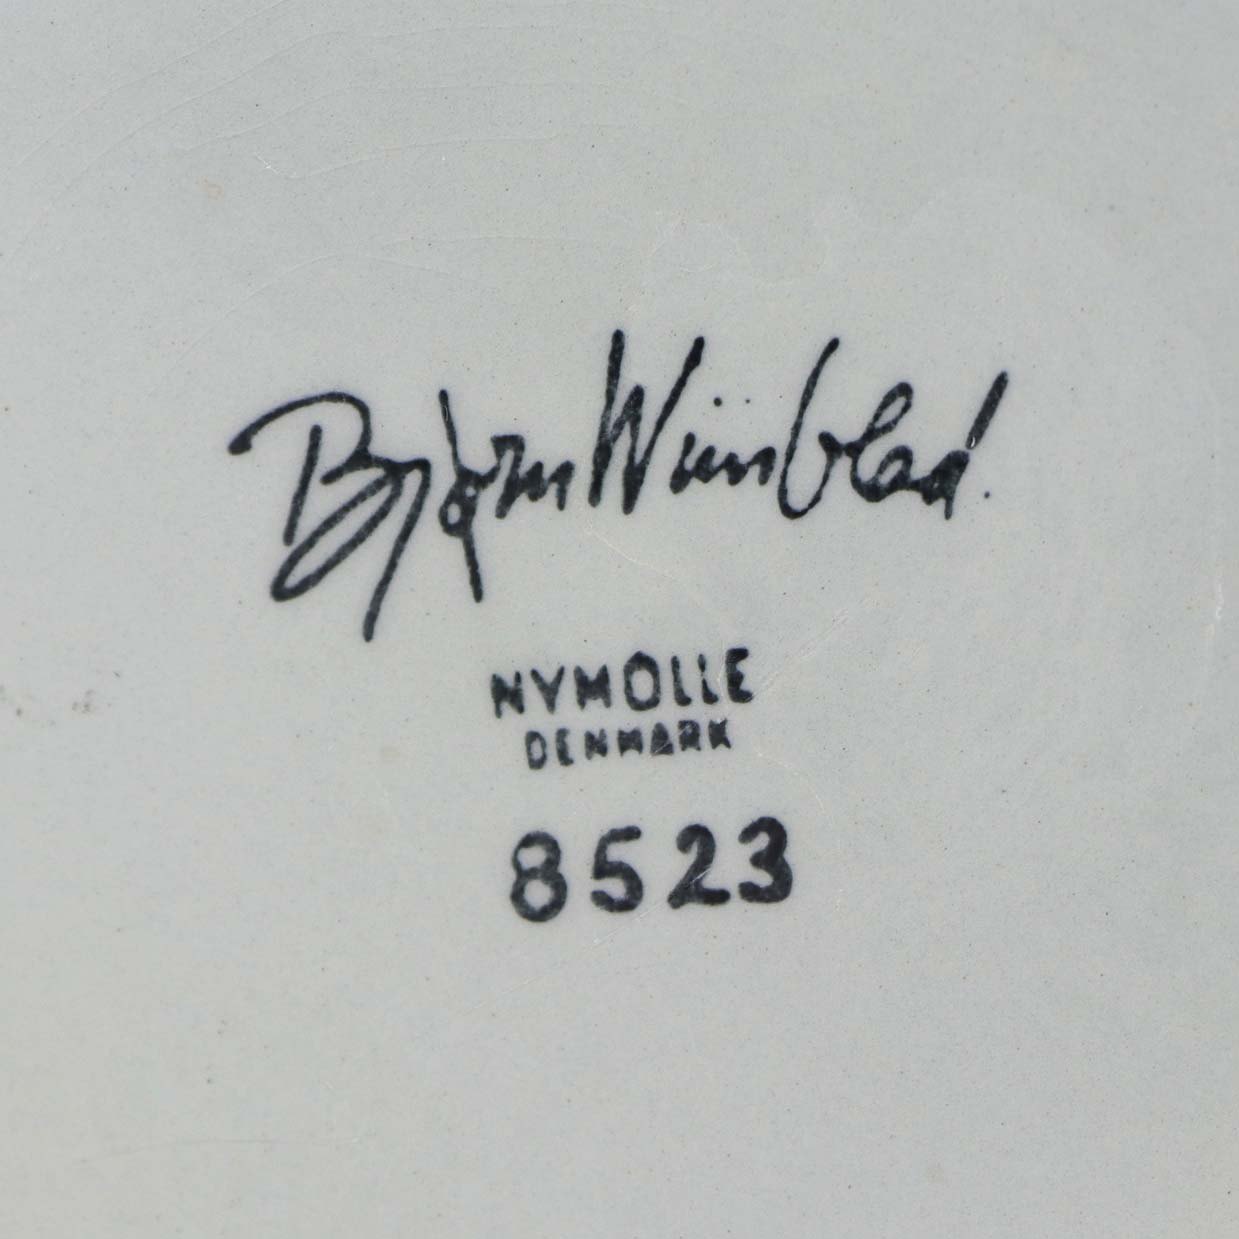 Bjørn Wiinblad.
NYMOLLE
DENMARK
8523